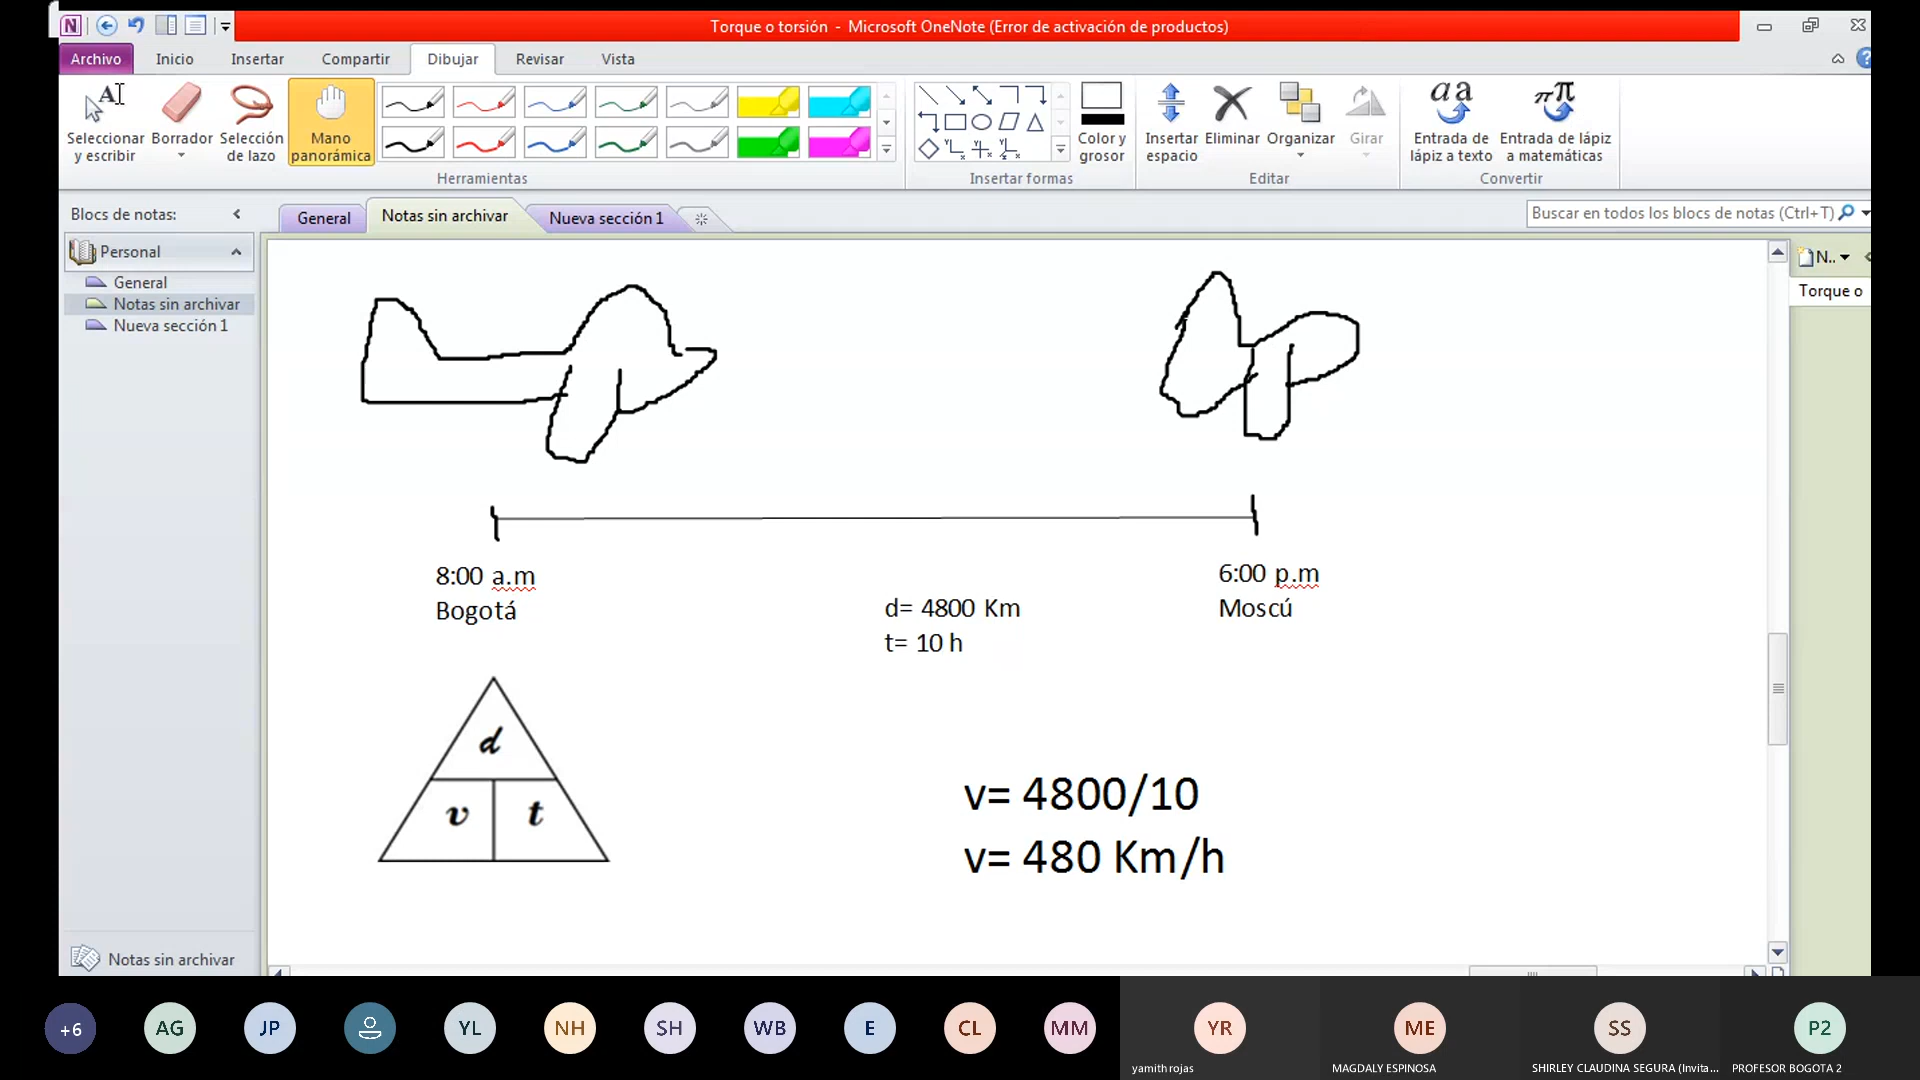 Torque o torsión - Microsoft OneNote (Error de activación de productos)
Archivo Inicio Insertar Compartir Dibujar Revisar Vista
Seleccionar y escribir
Borrador
Selección de lazo
Mano panorámica
Color y grosor
Insertar espacio
Eliminar
Organizar
Girar
Entrada de lápiz a texto
Entrada de lápiz a matemáticas
Herramientas
Insertar formas
Editar
Convertir
Blocs de notas:
General Notas sin archivar Nueva sección 1
Buscar en todos los blocs de notas (Ctrl+T)
Personal
General
Notas sin archivar
Nueva sección 1
N..
Torque o
8:00 a.m
Bogotá
6:00 p.m
Moscú
d= 4800 Km
t= 10 h
d
v t
v= 4800/10
v= 480 Km/h
Notas sin archivar
+6 AG JP YL NH SH WB E CL MM YR ME SS P2
yamith rojas
MAGDALY ESPINOSA
SHIRLEY CLAUDINA SEGURA (Invita...
PROFESOR BOGOTA 2